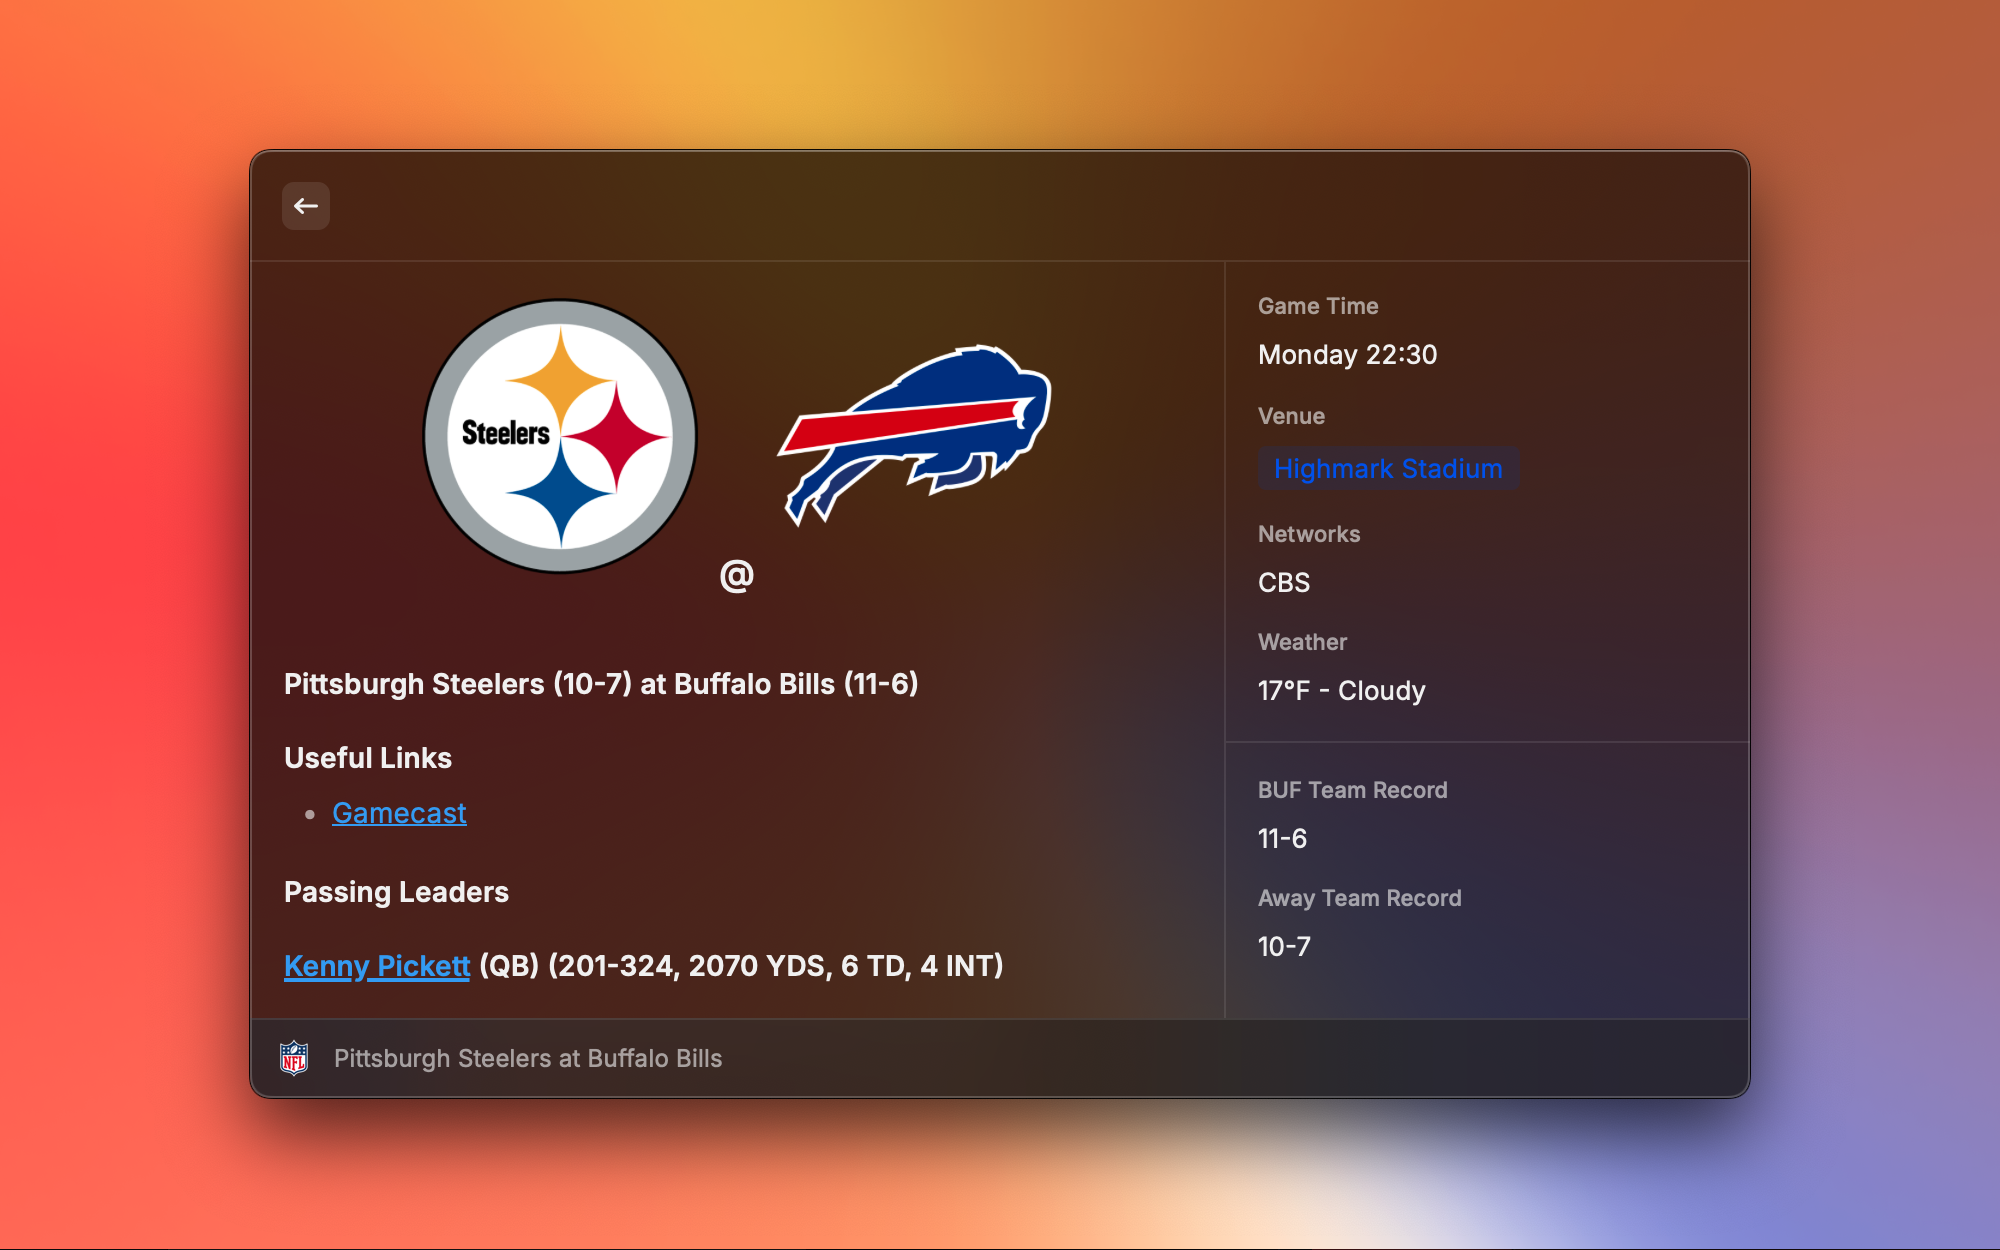 Steelers
@
Pittsburgh Steelers (10-7) at Buffalo Bills (11-6)
Useful Links
• Gamecast
Passing Leaders
Kenny Pickett (QB) (201-324, 2070 YDS, 6 TD, 4 INT)
Game Time
Monday 22:30
Venue
Highmark Stadium
Networks
CBS
Weather
17°F - Cloudy
BUF Team Record
11-6
Away Team Record
10-7
NFL
Pittsburgh Steelers at Buffalo Bills